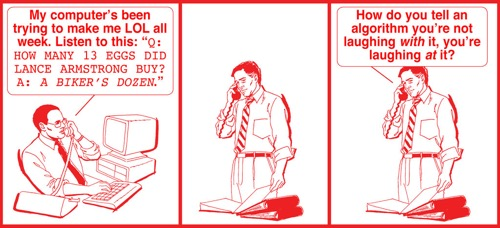 My computer's been
trying to make me LOL all
week. Listen to this: "Q:
HOW MANY 13 EGGS DID
LANCE ARMSTRONG BUY?
A: A BIKER'S DOZEN."
How do you tell an
algorithm you're not
laughing with it, you're
laughing at it?